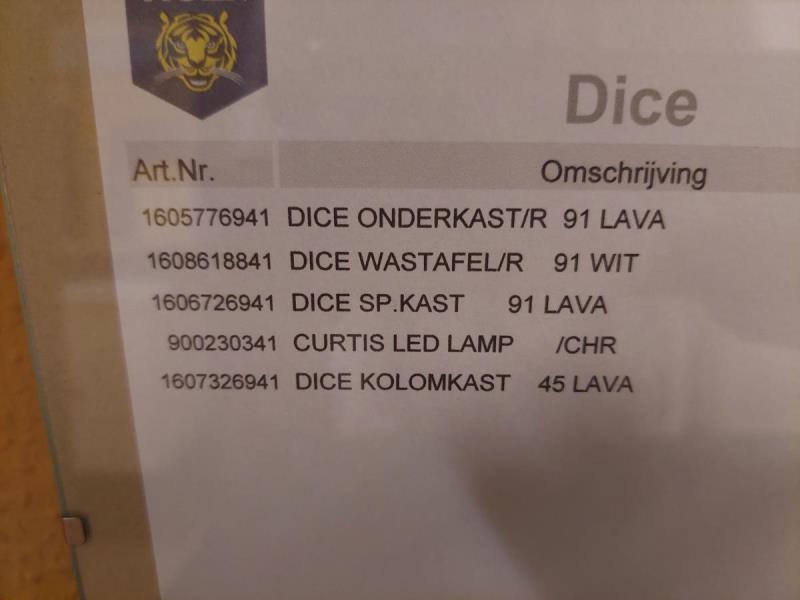 Dice
Art.Nr. Omschrijving
1605776941 DICE ONDERKAST/R 91 LAVA
1608618841 DICE WASTAFEL/R 91 WIT
1606726941 DICE SP.KAST 91 LAVA
900230341 CURTIS LED LAMP /CHR
1607326941 DICE KOLOMKAST 45 LAVA